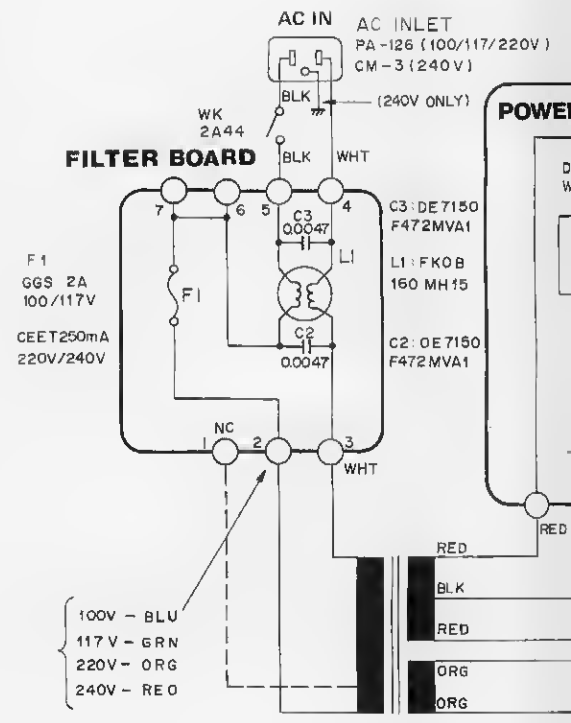 AC IN
AC INLET
PA-126 (100/117/220V)
CM-3 (240V)
BLK
(240V ONLY)
WK
2A44
POWE
FILTER BOARD
BLK
WHT
D
W
7
6
5
4
C3
0.0047
C3:DE7150
F472MVA1
L1
L1:FKOB
160 MH15
F1
GGS 2A
100/117V
F1
CEET250mA
220V/240V
C2
0.0047
C2:OE7150
F472MVA1
NC
1
2
3
WHT
RED
RED
BLK
RED
ORG
ORG
100V - BLU
117V - GRN
220V - ORG
240V - REO